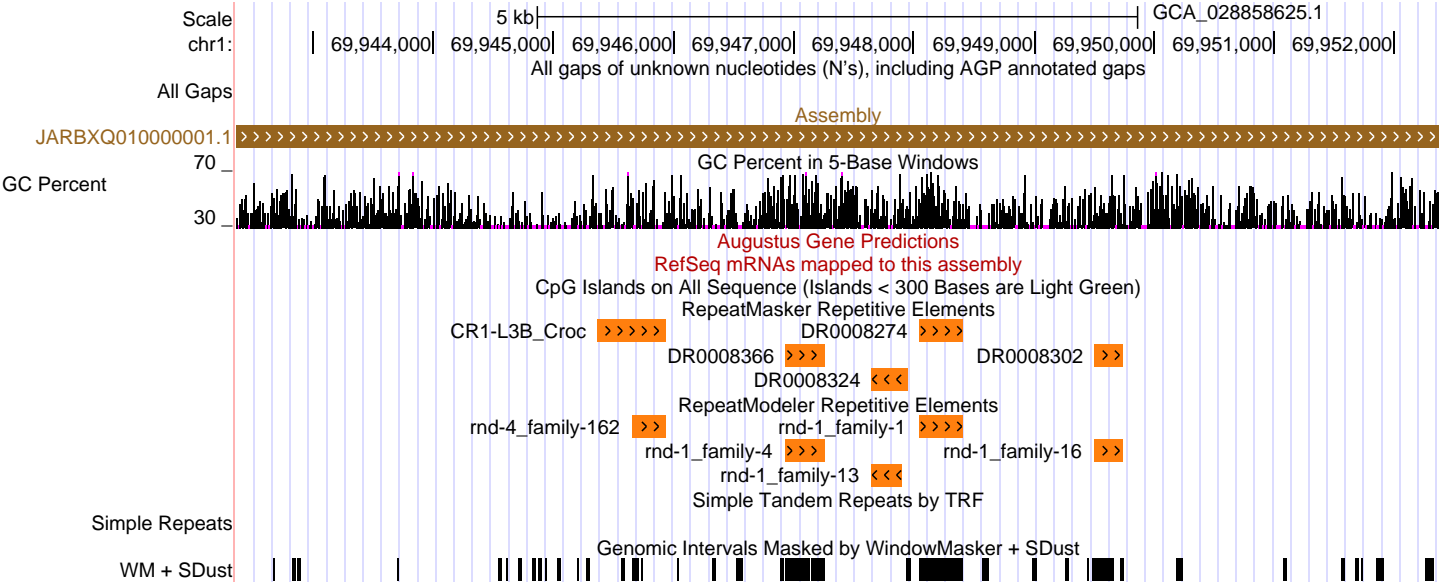 Scale 5 kb GCA_028858625.1
chr1: 69,944,000 69,945,000 69,946,000 69,947,000 69,948,000 69,949,000 69,950,000 69,951,000 69,952,000
All gaps of unknown nucleotides (N's), including AGP annotated gaps
All Gaps
Assembly
JARBXQ010000001.1
GC Percent in 5-Base Windows
70 _
GC Percent
30 _
Augustus Gene Predictions
RefSeq mRNAs mapped to this assembly
CpG Islands on All Sequence (Islands < 300 Bases are Light Green)
RepeatMasker Repetitive Elements
CR1-L3B_Croc DR0008274
DR0008366 DR0008302
DR0008324
RepeatModeler Repetitive Elements
rnd-4_family-162 rnd-1_family-1
rnd-1_family-4 rnd-1_family-16
rnd-1_family-13
Simple Tandem Repeats by TRF
Simple Repeats
Genomic Intervals Masked by WindowMasker + SDust
WM + SDust